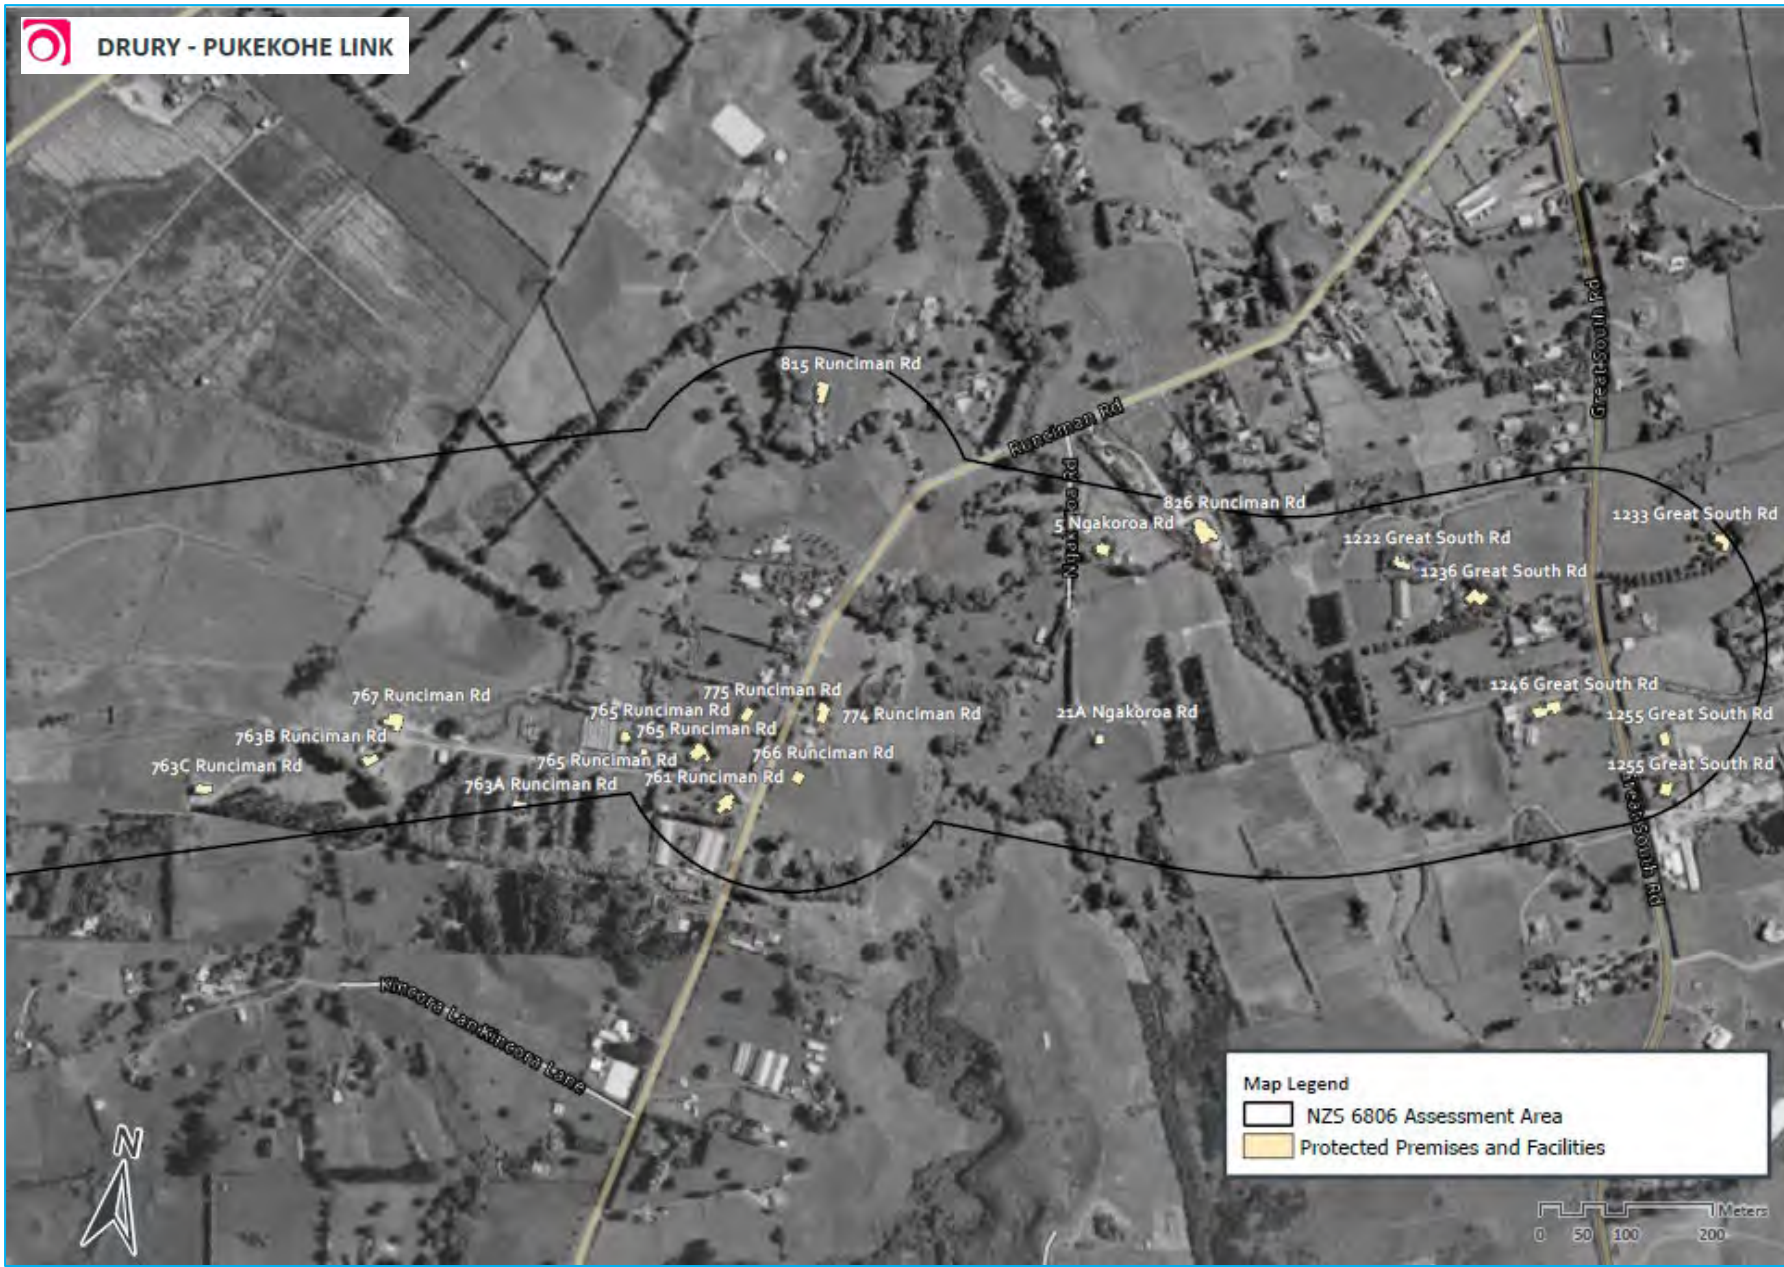 DRURY - PUKEKOHE LINK
815 Runciman Rd
Great South Rd
Runciman Rd
Ngakoroa Rd
826 Runciman Rd
5 Ngakoroa Rd
1233 Great South Rd
1222 Great South Rd
1236 Great South Rd
767 Runciman Rd
775 Runciman Rd
765 Runciman Rd
774 Runciman Rd
21A Ngakoroa Rd
1246 Great South Rd
1255 Great South Rd
763B Runciman Rd
765 Runciman Rd
765 Runciman Rd
766 Runciman Rd
763C Runciman Rd
761 Runciman Rd
763A Runciman Rd
1255 Great South Rd
Great South Rd
Kincora Lane
Kincora Lane
N
Map Legend
NZS 6806 Assessment Area
Protected Premises and Facilities
Meters
0 50 100 200